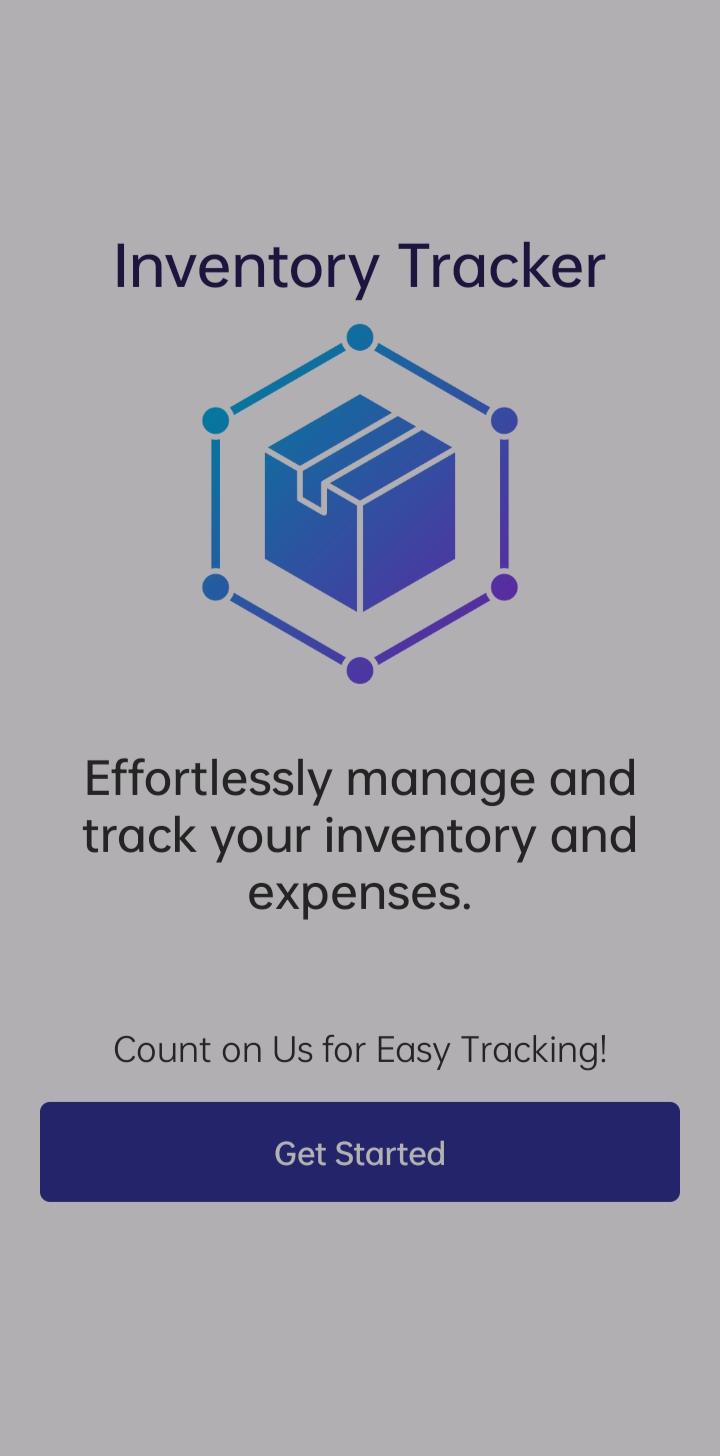 Inventory Tracker
Effortlessly manage and
track your inventory and
expenses.
Count on Us for Easy Tracking!
Get Started